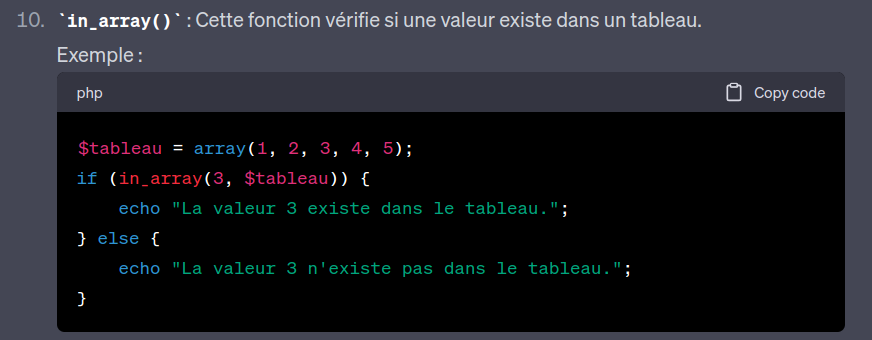 10. `in_array()` : Cette fonction vérifie si une valeur existe dans un tableau.
Exemple :
php
Copy code
$tableau = array(1, 2, 3, 4, 5);
if (in_array(3, $tableau)) {
    echo "La valeur 3 existe dans le tableau.";
} else {
    echo "La valeur 3 n'existe pas dans le tableau.";
}